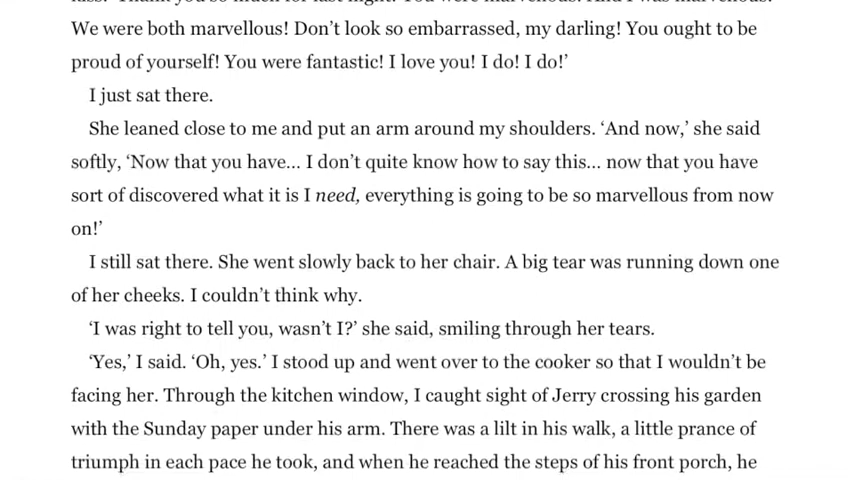 We were both marvellous! Don’t look so embarrassed, my darling! You ought to be
proud of yourself! You were fantastic! I love you! I do! I do!’
I just sat there.
She leaned close to me and put an arm around my shoulders. ‘And now,’ she said
softly, ‘Now that you have... I don’t quite know how to say this... now that you have
sort of discovered what it is I need, everything is going to be so marvellous from now
on!’
I still sat there. She went slowly back to her chair. A big tear was running down one
of her cheeks. I couldn’t think why.
‘I was right to tell you, wasn’t I?’ she said, smiling through her tears.
‘Yes,’ I said. ‘Oh, yes.’ I stood up and went over to the cooker so that I wouldn’t be
facing her. Through the kitchen window, I caught sight of Jerry crossing his garden
with the Sunday paper under his arm. There was a lilt in his walk, a little prance of
triumph in each pace he took, and when he reached the steps of his front porch, he